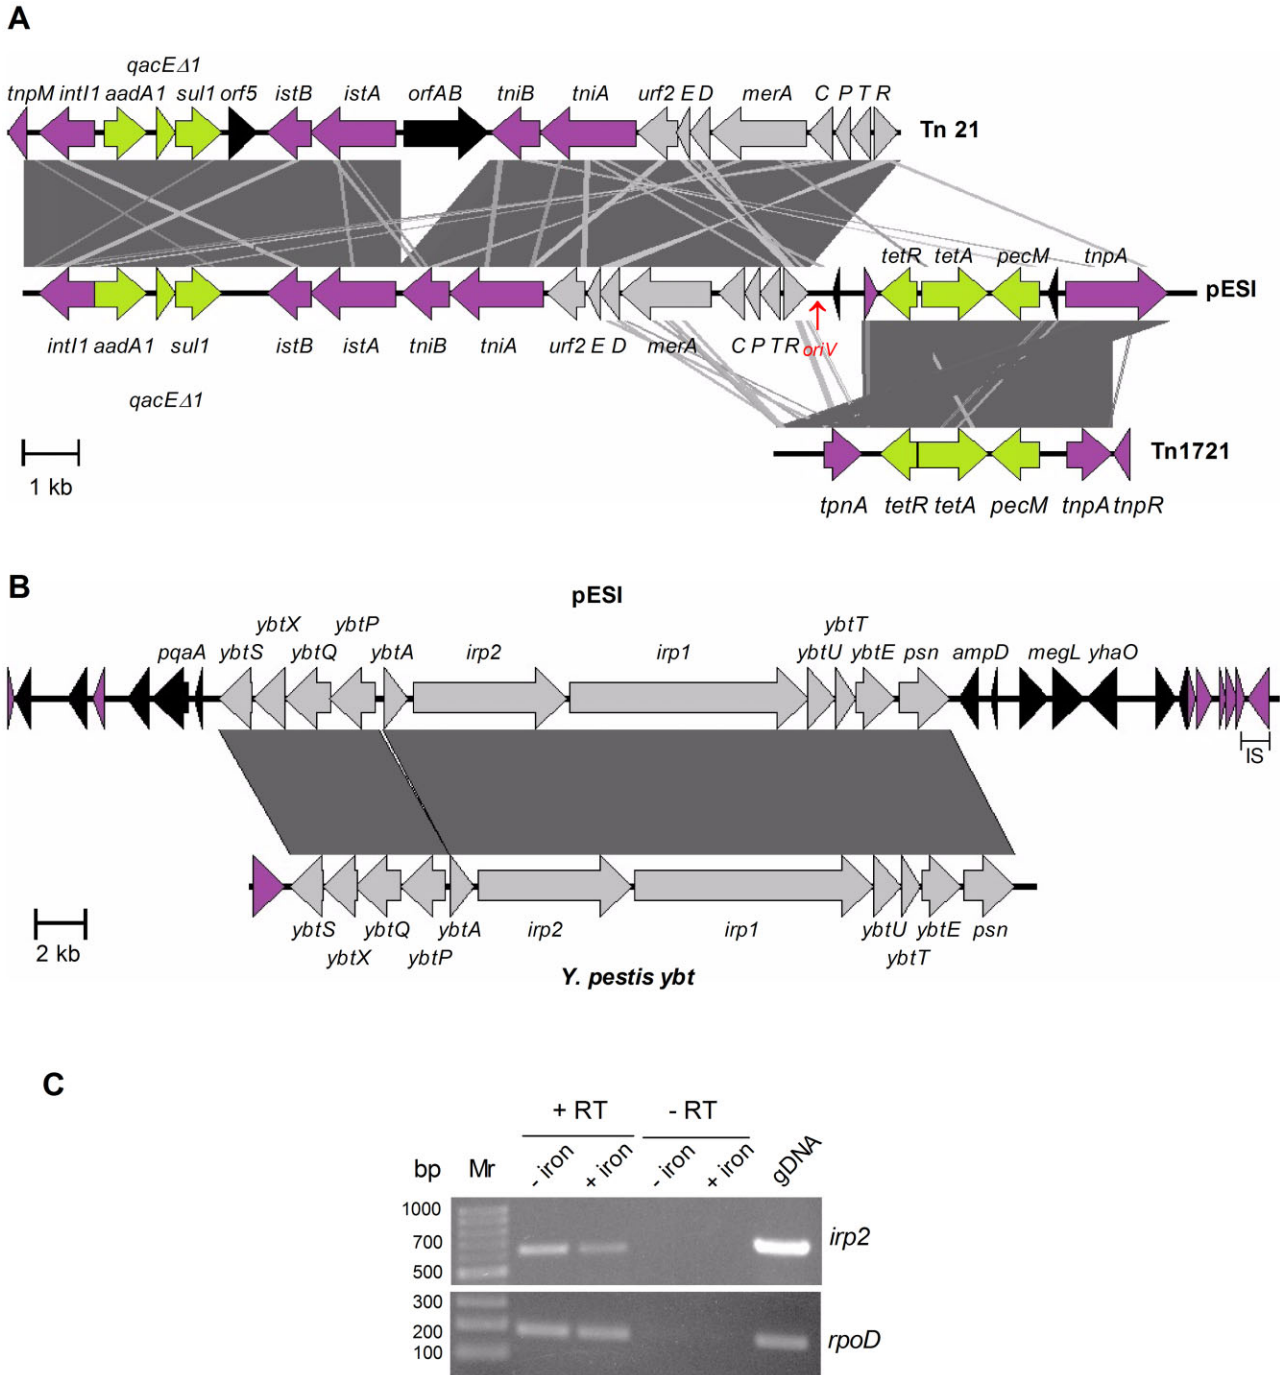 A
qacEΔ1
tnpM intI1 aadA1 sul1 orf5 istB istA orfAB tniB tniA urf2 E D merA C P T R
Tn 21
tetR tetA pecM tnpA
pESI
intI1 aadA1 sul1 istB istA tniB tniA urf2 E D merA C P T R oriV
qacEΔ1
1 kb
Tn1721
tpnA tetR tetA pecM tnpA tnpR
B
pESI
ybtX ybtP ybtT
pqaA ybtS ybtQ ybtA irp2 irp1 ybtU ybtE psn ampD megL yhaO
IS
2 kb
ybtS ybtQ ybtA irp2 irp1 ybtU ybtE psn
ybtX ybtP ybtT
Y. pestis ybt
C
+ RT - RT
bp Mr - iron + iron - iron + iron gDNA
1000
700
500
irp2
300
200
100
rpoD